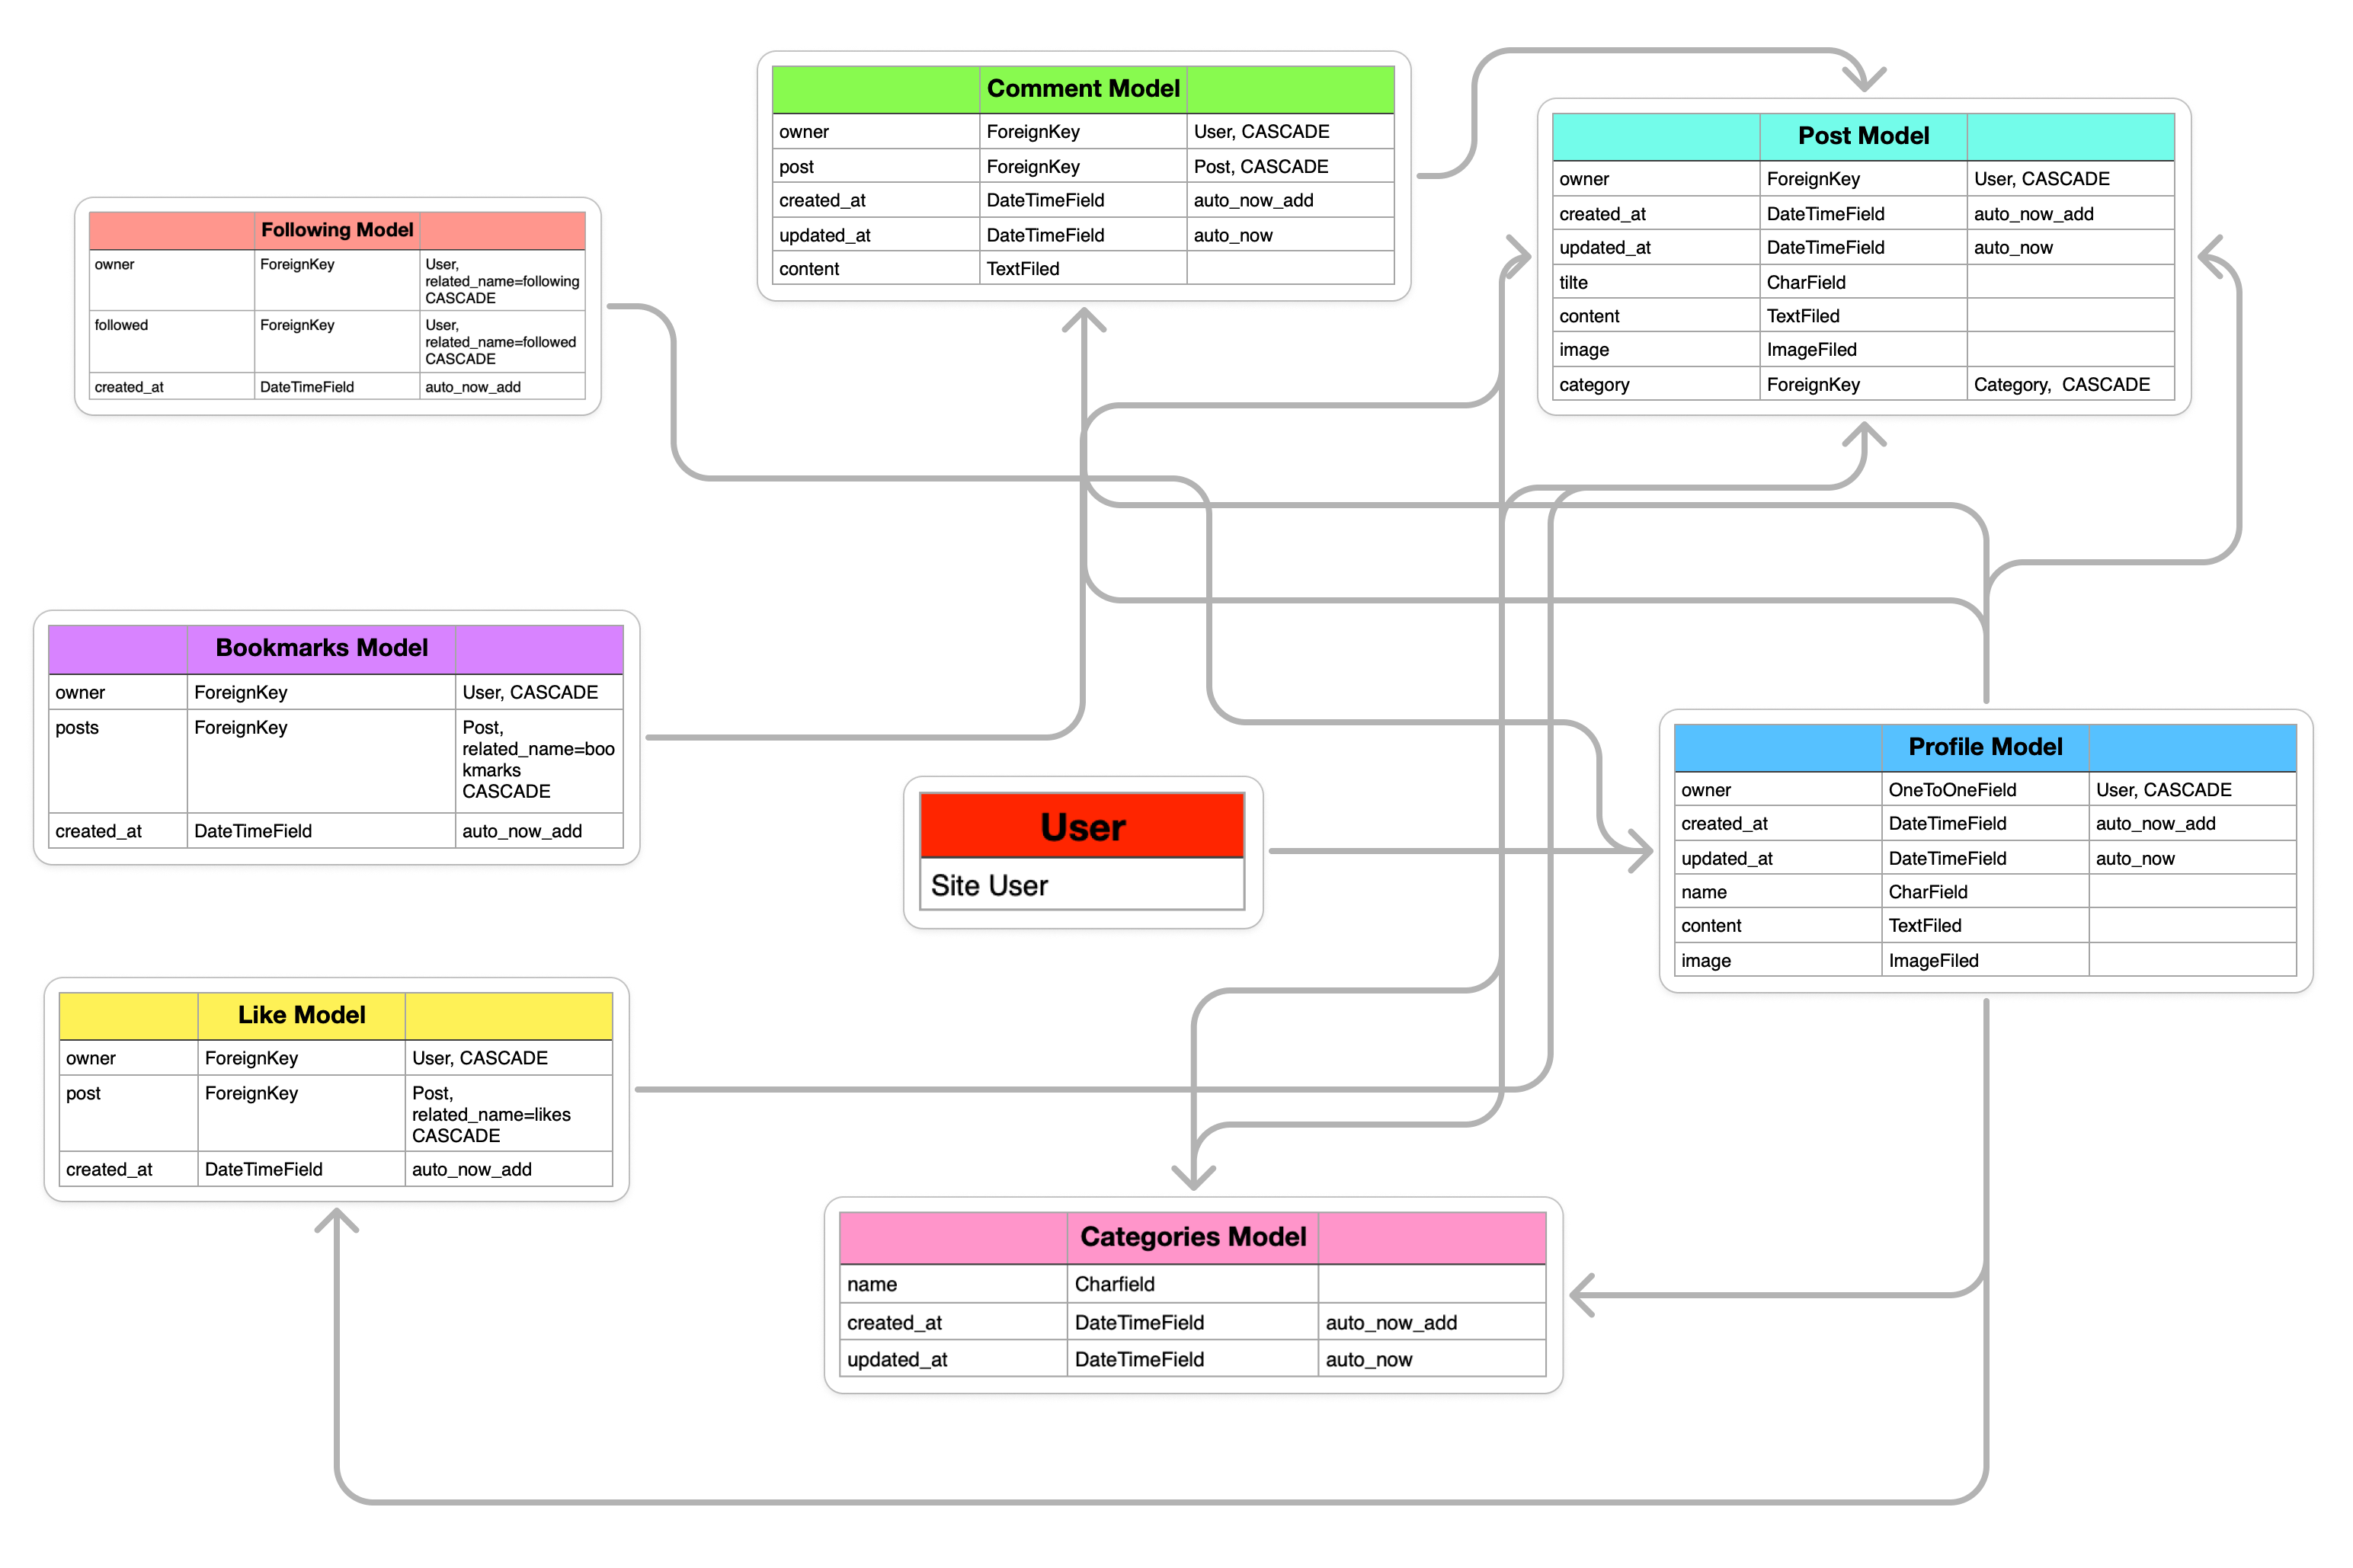 Comment Model
owner ForeignKey User, CASCADE
post ForeignKey Post, CASCADE
created_at DateTimeField auto_now_add
updated_at DateTimeField auto_now
content TextFiled
Post Model
owner ForeignKey User, CASCADE
created_at DateTimeField auto_now_add
updated_at DateTimeField auto_now
tilte CharField
content TextFiled
image ImageFiled
category ForeignKey Category, CASCADE
Following Model
owner ForeignKey User,
related_name=following
CASCADE
followed ForeignKey User,
related_name=followed
CASCADE
created_at DateTimeField auto_now_add
Bookmarks Model
owner ForeignKey User, CASCADE
posts ForeignKey Post,
related_name=boo
kmarks
CASCADE
created_at DateTimeField auto_now_add
User
Site User
Profile Model
owner OneToOneField User, CASCADE
created_at DateTimeField auto_now_add
updated_at DateTimeField auto_now
name CharField
content TextFiled
image ImageFiled
Like Model
owner ForeignKey User, CASCADE
post ForeignKey Post,
related_name=likes
CASCADE
created_at DateTimeField auto_now_add
Categories Model
name Charfield
created_at DateTimeField auto_now_add
updated_at DateTimeField auto_now